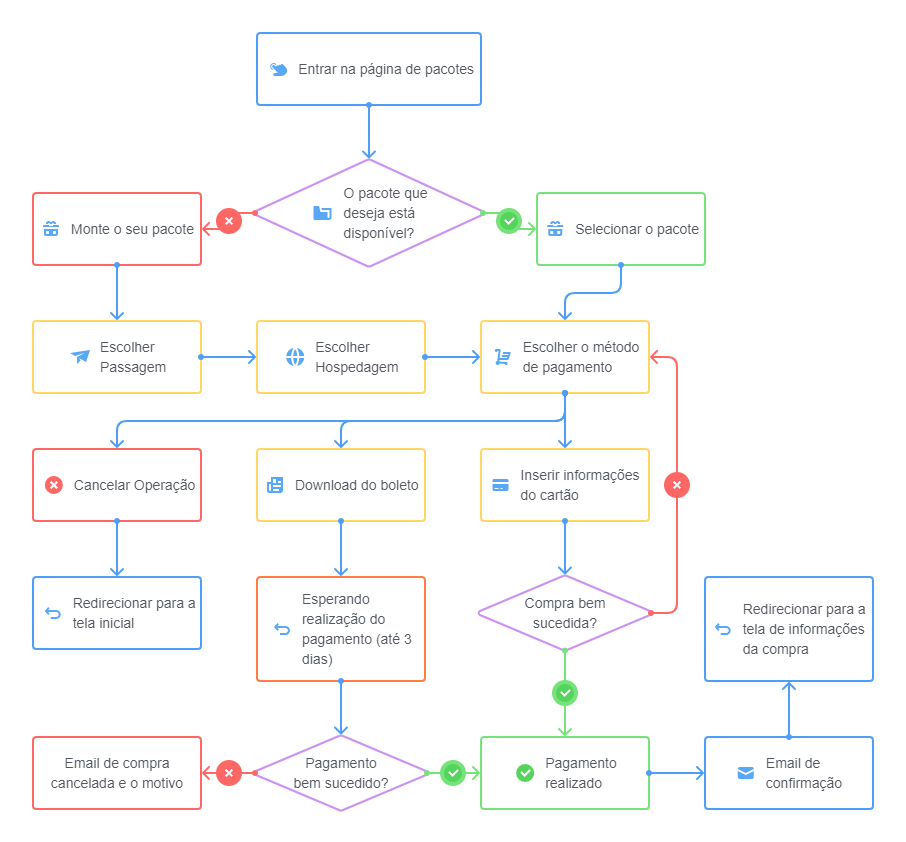 Entrar na página de pacotes
O pacote que
deseja está
disponível?
Monte o seu pacote
Selecionar o pacote
Escolher
Passagem
Escolher
Hospedagem
Escolher o método
de pagamento
Cancelar Operação
Download do boleto
Inserir informações
do cartão
Redirecionar para a
tela inicial
Esperando
realização do
pagamento (até 3
dias)
Compra bem
sucedida?
Redirecionar para a
tela de informações
da compra
Email de compra
cancelada e o motivo
Pagamento
bem sucedido?
Pagamento
realizado
Email de
confirmação